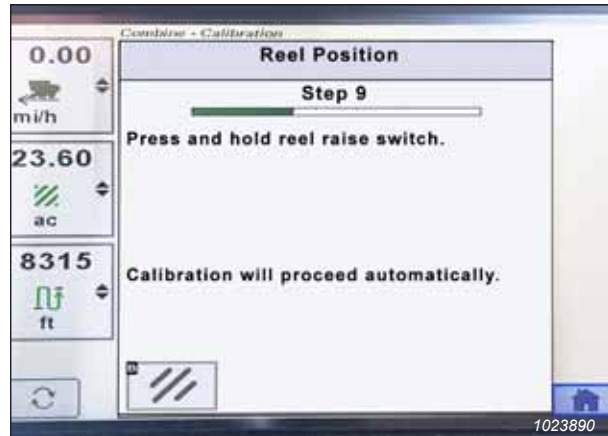 Combine - Calibration
0.00
mi/h
23.60
ac
8315
ft
Reel Position
Step 9
Press and hold reel raise switch.
Calibration will proceed automatically.
1023890